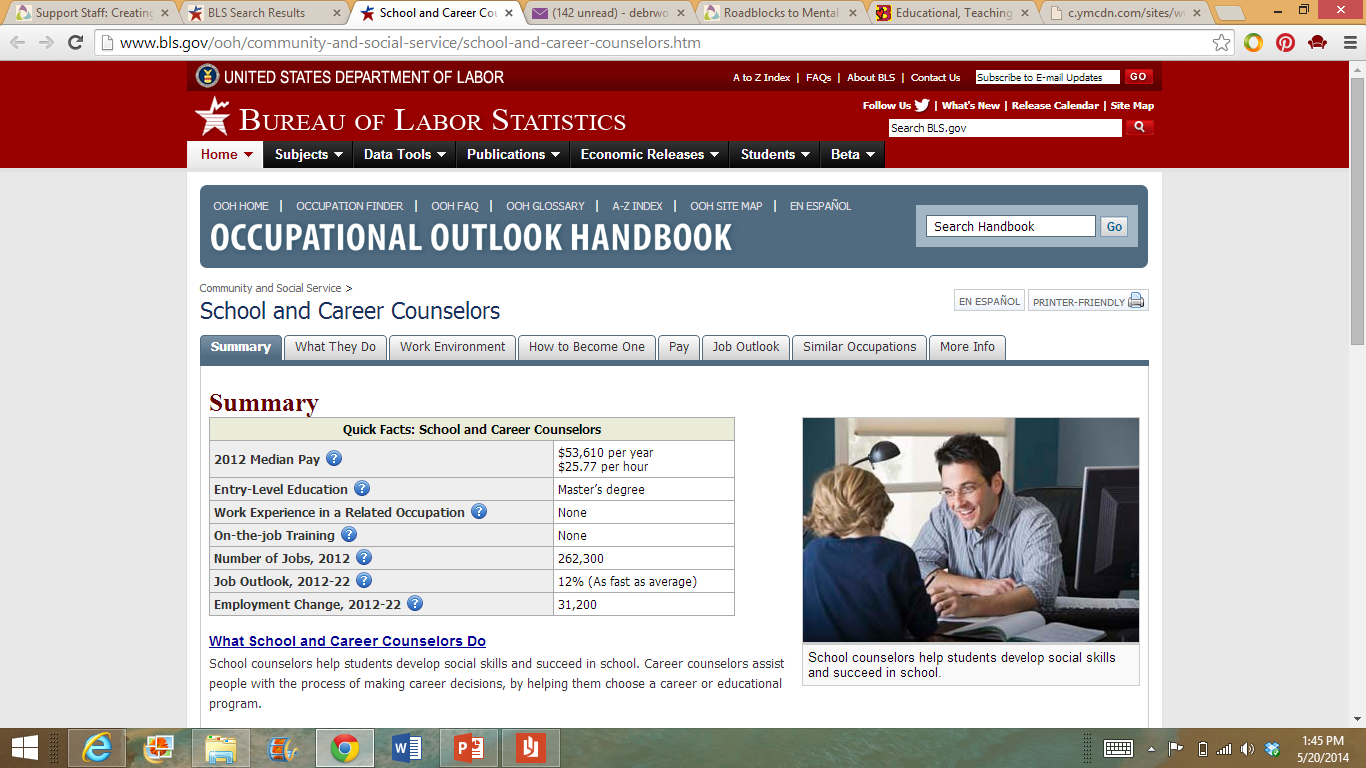 Support Staff: Creating
BLS Search Results
School and Career Cou
(142 unread) - debrwo
Roadblocks to Mental
Educational, Teaching
c.ymcdn.com/sites/w
www.bls.gov/ooh/community-and-social-service/school-and-career-counselors.htm
UNITED STATES DEPARTMENT OF LABOR
A to Z Index | FAQs | About BLS | Contact Us
Subscribe to E-mail Updates
GO
Follow Us | What's New | Release Calendar | Site Map
BUREAU OF LABOR STATISTICS
Search BLS.gov
Home
Subjects
Data Tools
Publications
Economic Releases
Students
Beta
OOH HOME | OCCUPATION FINDER | OOH FAQ | OOH GLOSSARY | A-Z INDEX | OOH SITE MAP | EN ESPAÑOL
OCCUPATIONAL OUTLOOK HANDBOOK
Search Handbook
Go
Community and Social Service >
School and Career Counselors
EN ESPAÑOL
PRINTER-FRIENDLY
Summary
What They Do
Work Environment
How to Become One
Pay
Job Outlook
Similar Occupations
More Info
Summary
Quick Facts: School and Career Counselors
2012 Median Pay
$53,610 per year
$25.77 per hour
Entry-Level Education
Master's degree
Work Experience in a Related Occupation
None
On-the-job Training
None
Number of Jobs, 2012
262,300
Job Outlook, 2012-22
12% (As fast as average)
Employment Change, 2012-22
31,200
What School and Career Counselors Do
School counselors help students develop social skills and succeed in school. Career counselors assist
people with the process of making career decisions, by helping them choose a career or educational
program.
School counselors help students develop social skills
and succeed in school.
1:45 PM
5/20/2014